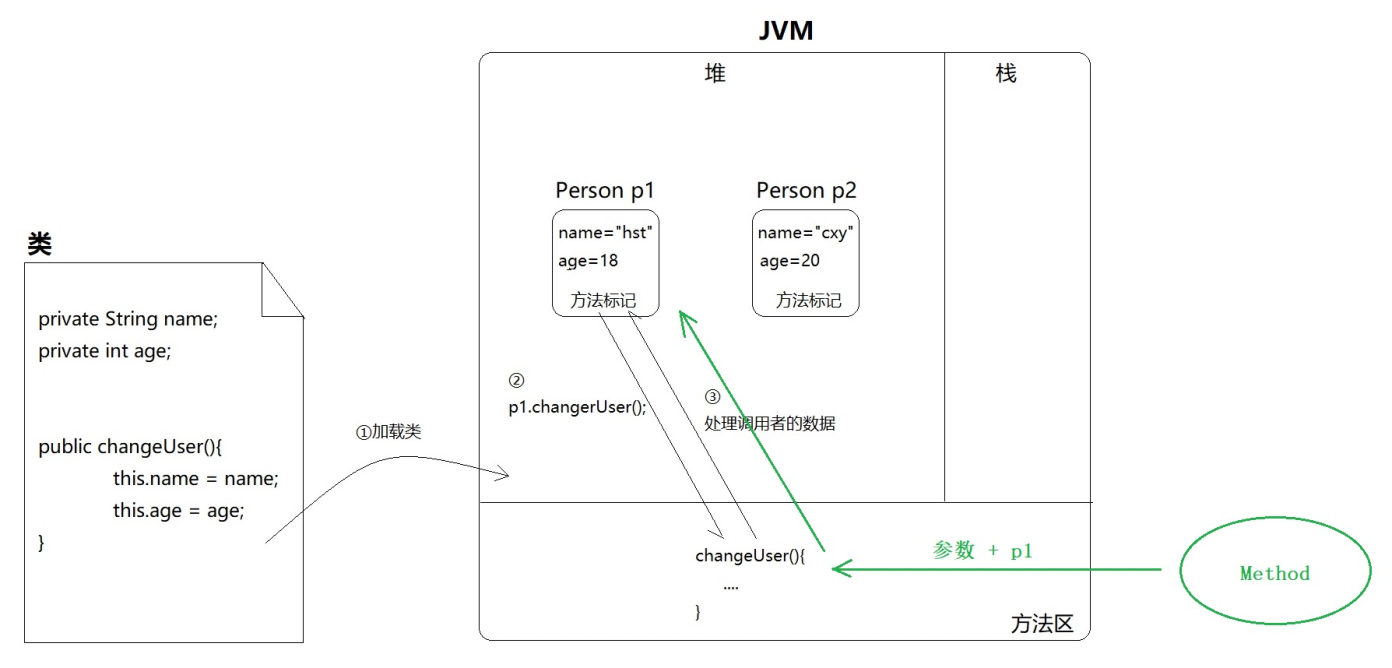 JVM
堆
栈
Person p1
Person p2
name="hst"
age=18
方法标记
name="cxy"
age=20
方法标记
类
private String name;
private int age;
public changeUser(){
this.name = name;
this.age = age;
}
①加载类
②
p1.changerUser();
③
处理调用者的数据
changeUser(){
....
}
方法区
参数 + p1
Method